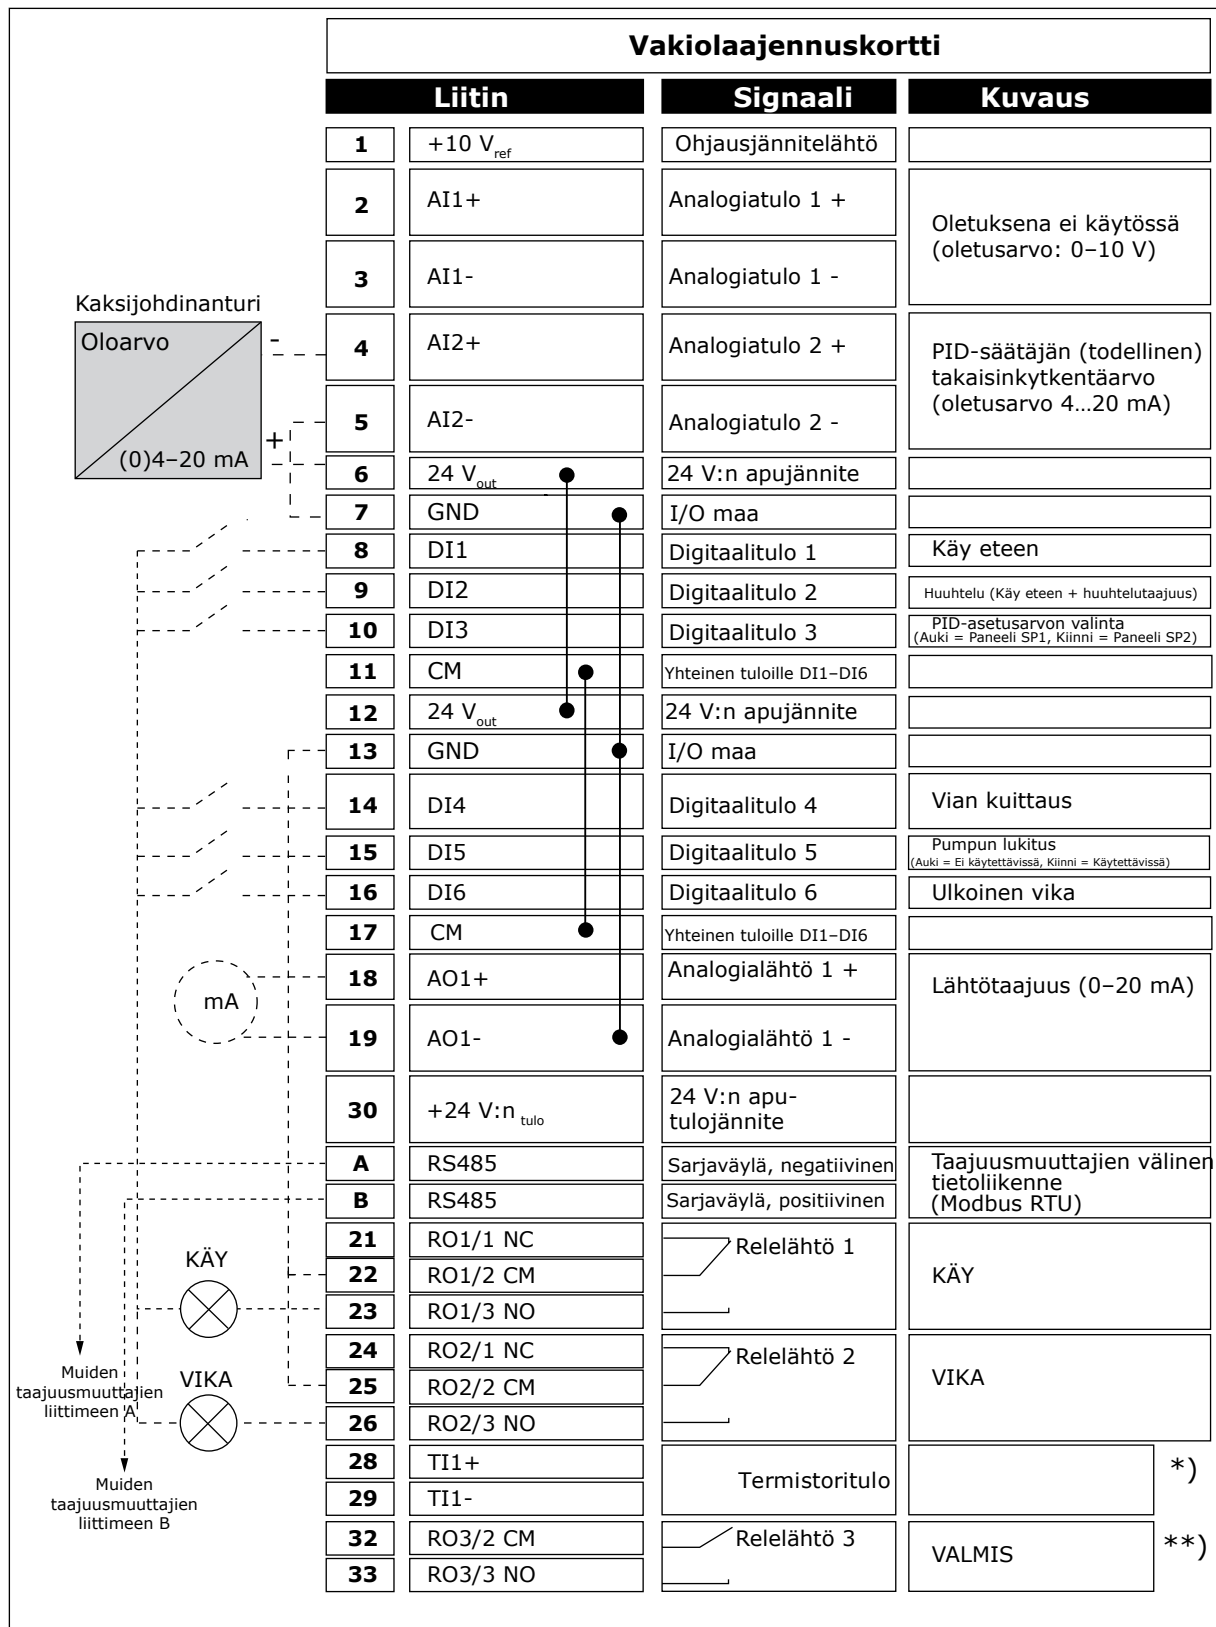 Vakiolaajennuskortti
Liitin Signaali Kuvaus
1 +10 Vref Ohjausjännitelähtö
2 AI1+ Analogiatulo 1 +
Oletuksena ei käytössä
(oletusarvo: 0–10 V)
3 AI1- Analogiatulo 1 -
Kaksijohdinanturi
Oloarvo
-
+
(0)4–20 mA
4 AI2+ Analogiatulo 2 +
PID-säätäjän (todellinen)
takaisinkytkentäarvo
(oletusarvo 4...20 mA)
5 AI2- Analogiatulo 2 -
6 24 Vout 24 V:n apujännite
7 GND I/O maa
8 DI1 Digitaalitulo 1 Käy eteen
9 DI2 Digitaalitulo 2 Huuhtelu (Käy eteen + huuhtelutaajuus)
10 DI3 Digitaalitulo 3 PID-asetusarvon valinta
(Auki = Paneeli SP1, Kiinni = Paneeli SP2)
11 CM Yhteinen tuloille DI1–DI6
12 24 Vout 24 V:n apujännite
13 GND I/O maa
14 DI4 Digitaalitulo 4 Vian kuittaus
15 DI5 Digitaalitulo 5 Pumpun lukitus
(Auki = Ei käytettävissä, Kiinni = Käytettävissä)
16 DI6 Digitaalitulo 6 Ulkoinen vika
17 CM Yhteinen tuloille DI1–DI6
mA
18 AO1+ Analogialähtö 1 + Lähtötaajuus (0–20 mA)
19 AO1- Analogialähtö 1 -
30 +24 V:n tulo 24 V:n apu-
tulojännite
A RS485 Sarjaväylä, negatiivinen Taajuusmuuttajien välinen
tietoliikenne
(Modbus RTU)
B RS485 Sarjaväylä, positiivinen
21 RO1/1 NC Relelähtö 1
KÄY
22 RO1/2 CM KÄY
23 RO1/3 NO
24 RO2/1 NC Relelähtö 2
Muiden
taajuusmuuttajien
liittimeen A
VIKA
25 RO2/2 CM VIKA
26 RO2/3 NO
28 TI1+ Termistoritulo *)
29 TI1-
Muiden
taajuusmuuttajien
liittimeen B
32 RO3/2 CM Relelähtö 3 VALMIS **)
33 RO3/3 NO